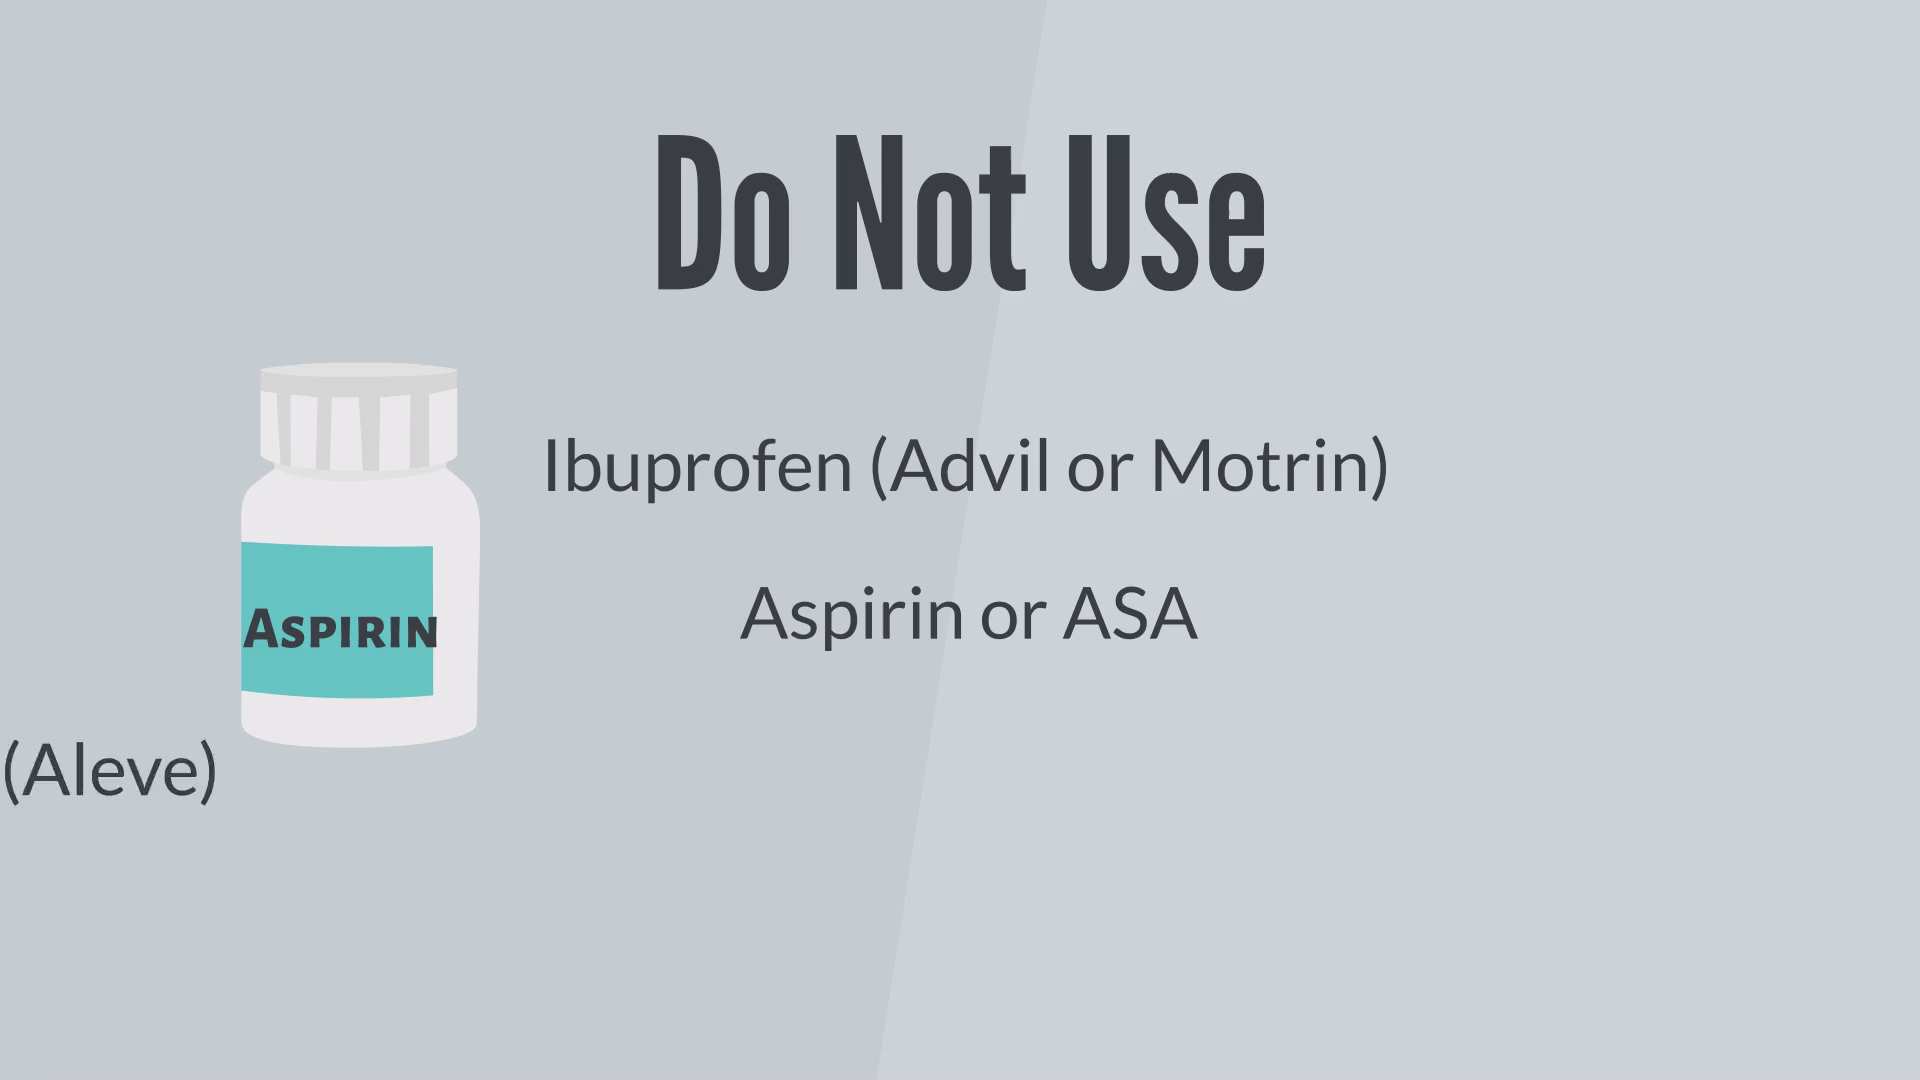 Do Not Use
Ibuprofen (Advil or Motrin)
Aspirin or ASA
ASPIRIN
(Aleve)